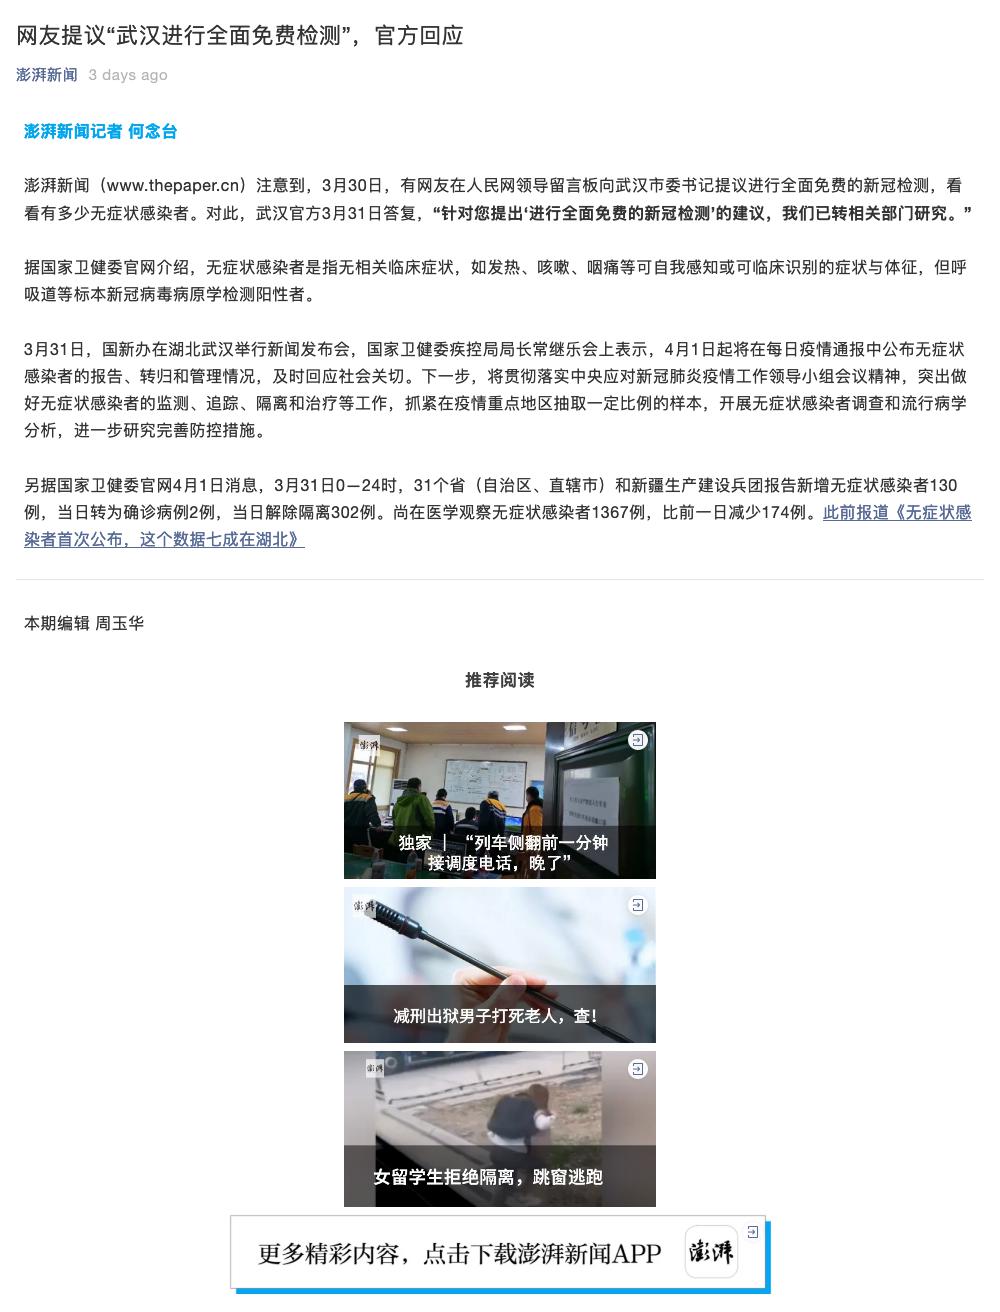 网友提议“武汉进行全面免费检测”，官方回应
澎湃新闻 3 days ago
澎湃新闻记者 何念台
澎湃新闻（www.thepaper.cn）注意到，3月30日，有网友在人民网领导留言板向武汉市委书记提议进行全面免费的新冠检测，看
看有多少无症状感染者。对此，武汉官方3月31日答复，“针对您提出‘进行全面免费的新冠检测’的建议，我们已转相关部门研究。”
据国家卫健委官网介绍，无症状感染者是指无相关临床症状，如发热、咳嗽、咽痛等可自我感知或可临床识别的症状与体征，但呼
吸道等标本新冠病毒病原学检测阳性者。
3月31日，国新办在湖北武汉举行新闻发布会，国家卫健委疾控局局长常继乐会上表示，4月1日起将在每日疫情通报中公布无症状
感染者的报告、转归和管理情况，及时回应社会关切。下一步，将贯彻落实中央应对新冠肺炎疫情工作领导小组会议精神，突出做
好无症状感染者的监测、追踪、隔离和治疗等工作，抓紧在疫情重点地区抽取一定比例的样本，开展无症状感染者调查和流行病学
分析，进一步研究完善防控措施。
另据国家卫健委官网4月1日消息，3月31日0—24时，31个省（自治区、直辖市）和新疆生产建设兵团报告新增无症状感染者130
例，当日转为确诊病例2例，当日解除隔离302例。尚在医学观察无症状感染者1367例，比前一日减少174例。此前报道《无症状感
染者首次公布，这个数据七成在湖北》
本期编辑 周玉华
推荐阅读
澎湃
独家 | “列车侧翻前一分钟
接调度电话，晚了”
澎湃
减刑出狱男子打死老人，查！
澎湃
女留学生拒绝隔离，跳窗逃跑
更多精彩内容，点击下载澎湃新闻APP 澎湃